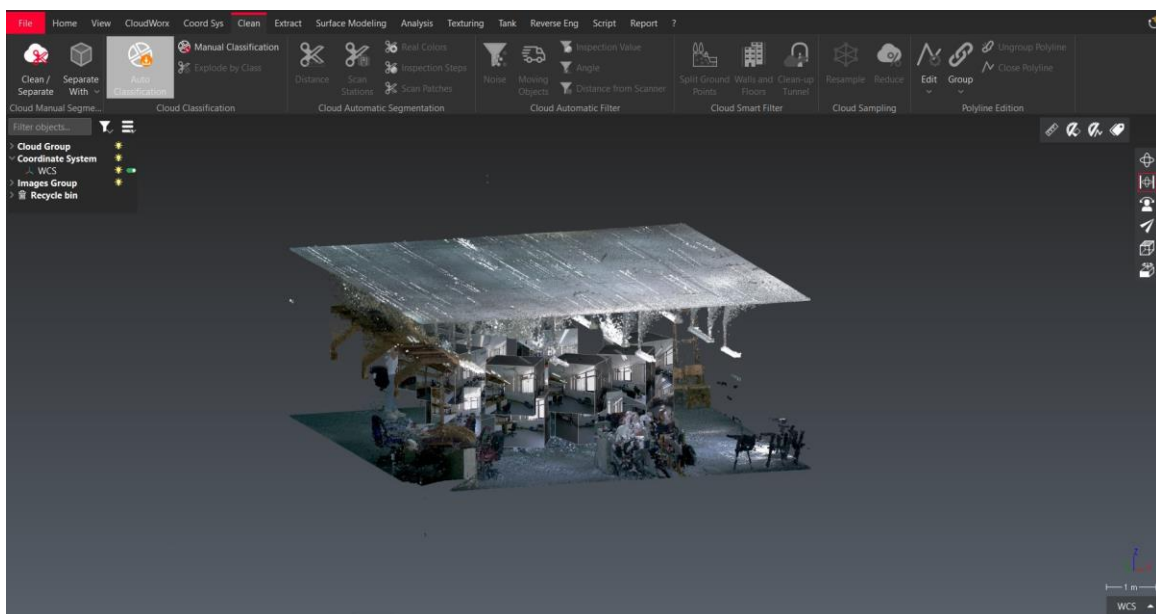 File Home View CloudWorx Coord Sys Clean Extract Surface Modeling Analysis Texturing Tank Reverse Eng Script Report ?
Clean / Separate
Separate With
Auto Classification
Manual Classification
Explode by Class
Distance
Scan Stations
Real Colors
Inspection Steps
Scan Patches
Noise
Moving Objects
Inspection Value
Angle
Distance from Scanner
Split Ground Points
Walls and Floors
Clean-up Tunnel
Resample
Reduce
Edit
Group
Ungroup Polyline
Close Polyline
Cloud Manual Segme...
Cloud Classification
Cloud Automatic Segmentation
Cloud Automatic Filter
Cloud Smart Filter
Cloud Sampling
Polyline Edition
Filter objects...
Cloud Group
Coordinate System
WCS
Images Group
Recycle bin
Z
1 m
WCS